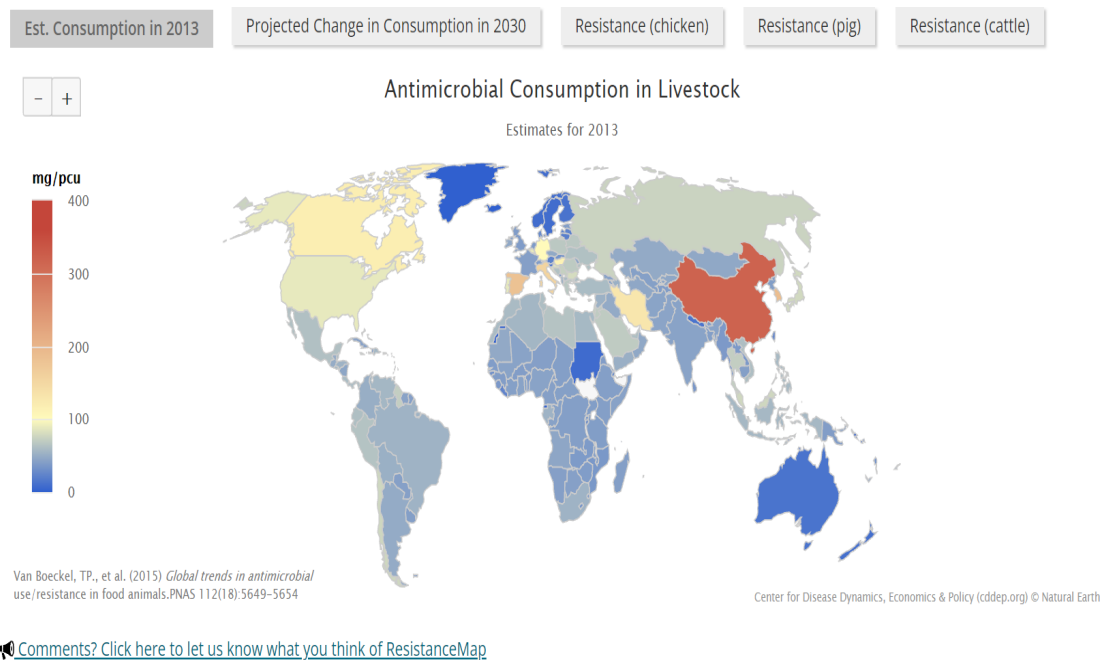 Est. Consumption in 2013
Projected Change in Consumption in 2030
Resistance (chicken)
Resistance (pig)
Resistance (cattle)
− +
Antimicrobial Consumption in Livestock
Estimates for 2013
mg/pcu
400
300
200
100
0
Van Boeckel, TP., et al. (2015) Global trends in antimicrobial
use/resistance in food animals.PNAS 112(18):5649–5654
Center for Disease Dynamics, Economics & Policy (cddep.org) © Natural Earth
Comments? Click here to let us know what you think of ResistanceMap